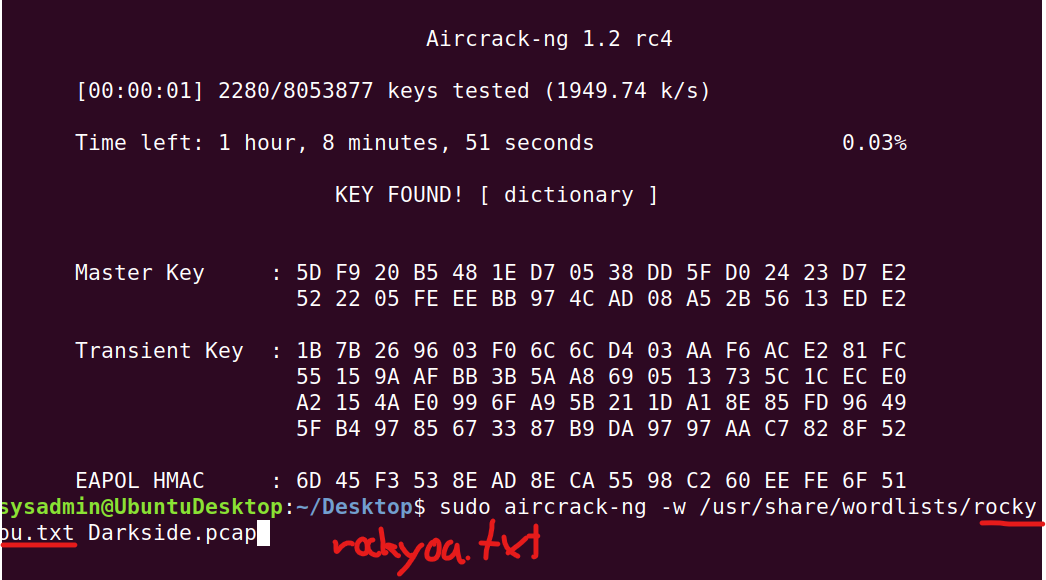 Aircrack-ng 1.2 rc4
[00:00:01] 2280/8053877 keys tested (1949.74 k/s)
Time left: 1 hour, 8 minutes, 51 seconds 0.03%
KEY FOUND! [ dictionary ]
Master Key : 5D F9 20 B5 48 1E D7 05 38 DD 5F D0 24 23 D7 E2
52 22 05 FE EE BB 97 4C AD 08 A5 2B 56 13 ED E2
Transient Key : 1B 7B 26 96 03 F0 6C 6C D4 03 AA F6 AC E2 81 FC
55 15 9A AF BB 3B 5A A8 69 05 13 73 5C 1C EC E0
A2 15 4A E0 99 6F A9 5B 21 1D A1 8E 85 FD 96 49
5F B4 97 85 67 33 87 B9 DA 97 97 AA C7 82 8F 52
EAPOL HMAC : 6D 45 F3 53 8E AD 8E CA 55 98 C2 60 EE FE 6F 51
sysadmin@UbuntuDesktop:~/Desktop$ sudo aircrack-ng -w /usr/share/wordlists/rocky
ou.txt Darkside.pcap
rockyoa.txt